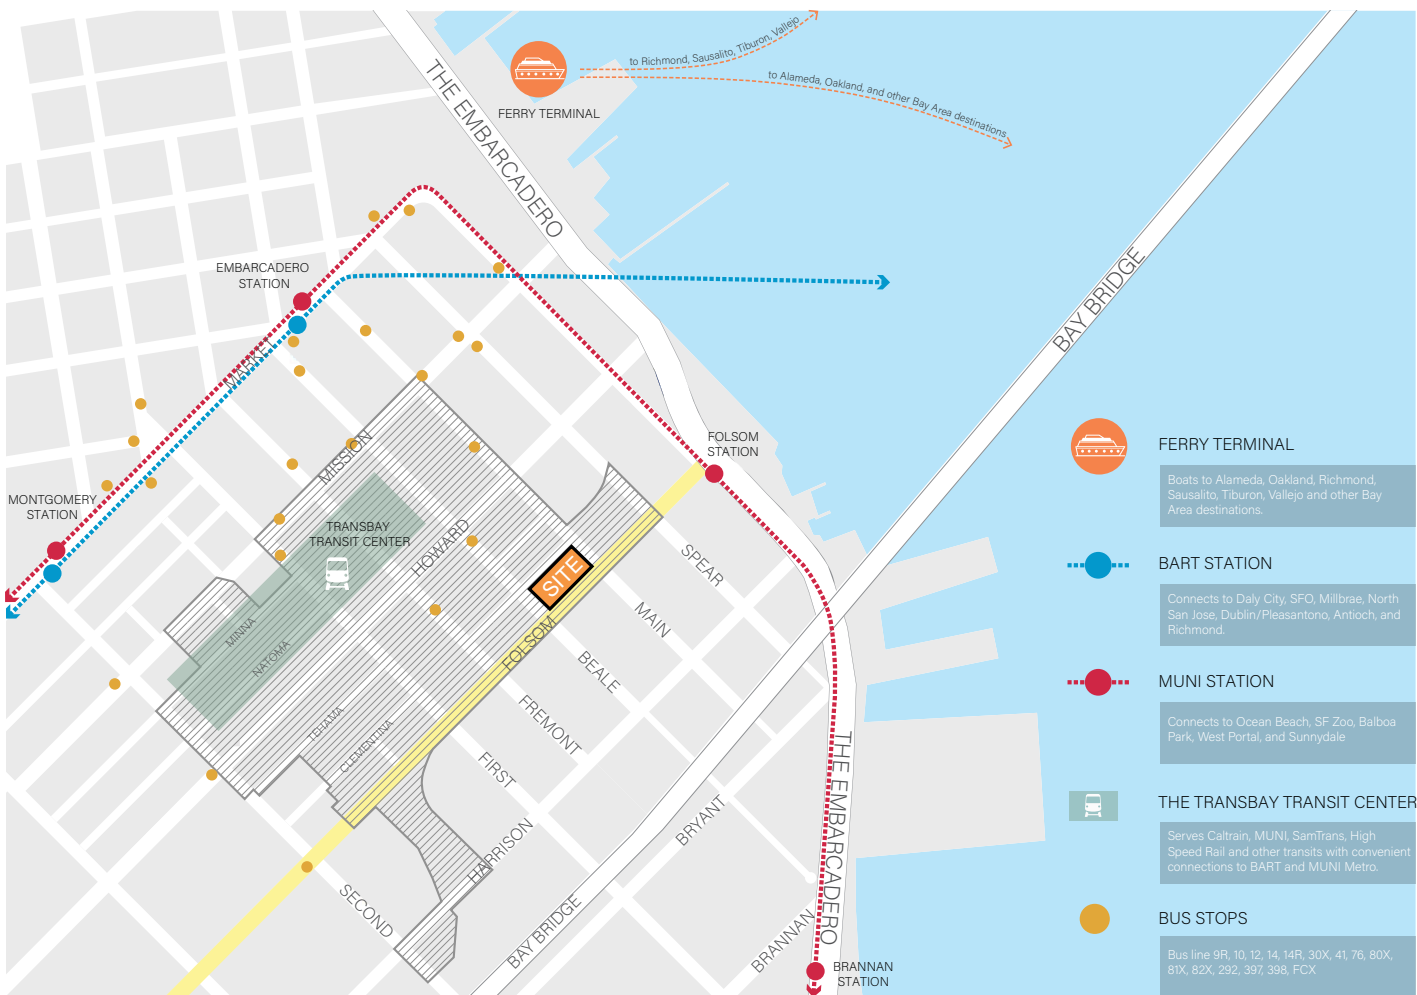 to Richmond, Sausalito, Tiburon, Vallejo
to Alameda, Oakland, and other Bay Area destinations
FERRY TERMINAL
THE EMBARCADERO
EMBARCADERO
STATION
BAY BRIDGE
MARKET
FOLSOM
STATION
MISSION
MONTGOMERY
STATION
TRANSBAY
TRANSIT CENTER
HOWARD
SITE
SPEAR
MAIN
MINNA
NATOMA
FOLSOM
BEALE
FREMONT
TEHAMA
CLEMENTINA
FIRST
HARRISON
BRYANT
THE EMBARCADERO
SECOND
BAY BRIDGE
BRANNAN
BRANNAN
STATION
FERRY TERMINAL
Boats to Alameda, Oakland, Richmond,
Sausalito, Tiburon, Vallejo and other Bay
Area destinations.
BART STATION
Connects to Daly City, SFO, Millbrae, North
San Jose, Dublin/Pleasantono, Antioch, and
Richmond.
MUNI STATION
Connects to Ocean Beach, SF Zoo, Balboa
Park, West Portal, and Sunnydale
THE TRANSBAY TRANSIT CENTER
Serves Caltrain, MUNI, SamTrans, High
Speed Rail and other transits with convenient
connections to BART and MUNI Metro.
BUS STOPS
Bus line 9R, 10, 12, 14, 14R, 30X, 41, 76, 80X,
81X, 82X, 292, 397, 398, FCX